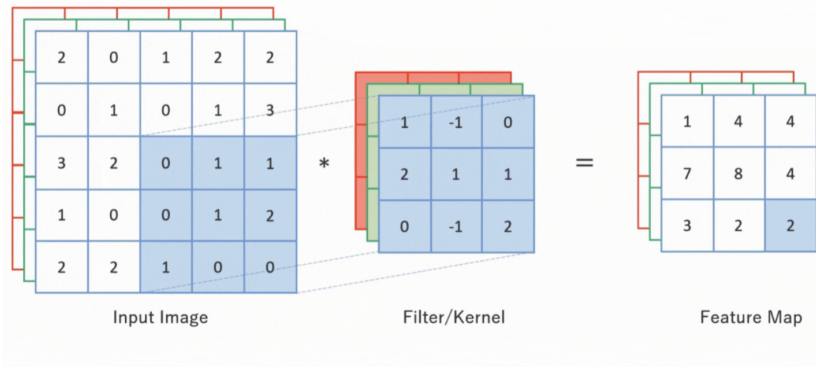 2 0 1 2 2
0 1 0 1 3
3 2 0 1 1
1 0 0 1 2
2 2 1 0 0
*
1 -1 0
2 1 1
0 -1 2
=
1 4 4
7 8 4
3 2 2
Input Image
Filter/Kernel
Feature Map